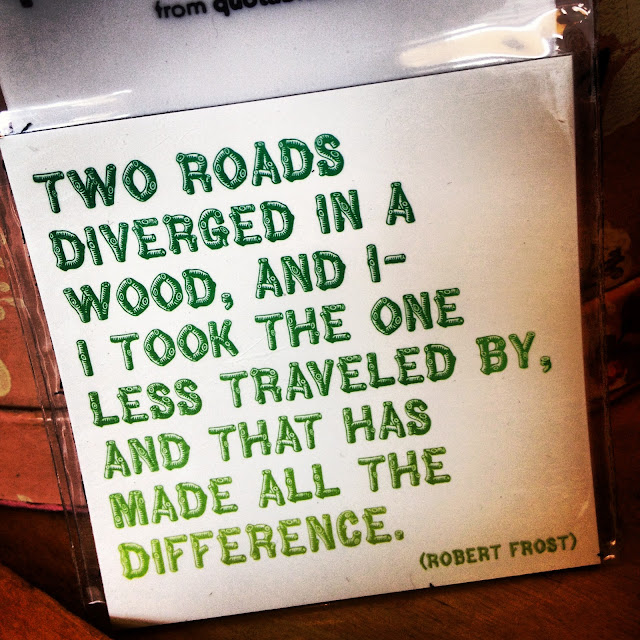 from
TWO ROADS
DIVERGED IN A
WOOD, AND I-
I TOOK THE ONE
LESS TRAVELED BY,
AND THAT HAS
MADE ALL THE
DIFFERENCE.
(ROBERT FROST)